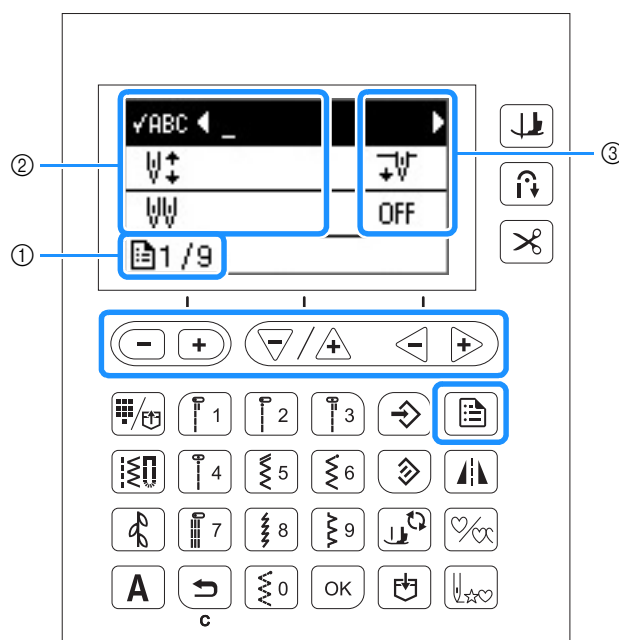 ✓ABC _
② ③
OFF
① 1 / 9
- + - / + - +
1 2 3
4 5 6
7 8 9
A 0 OK
C